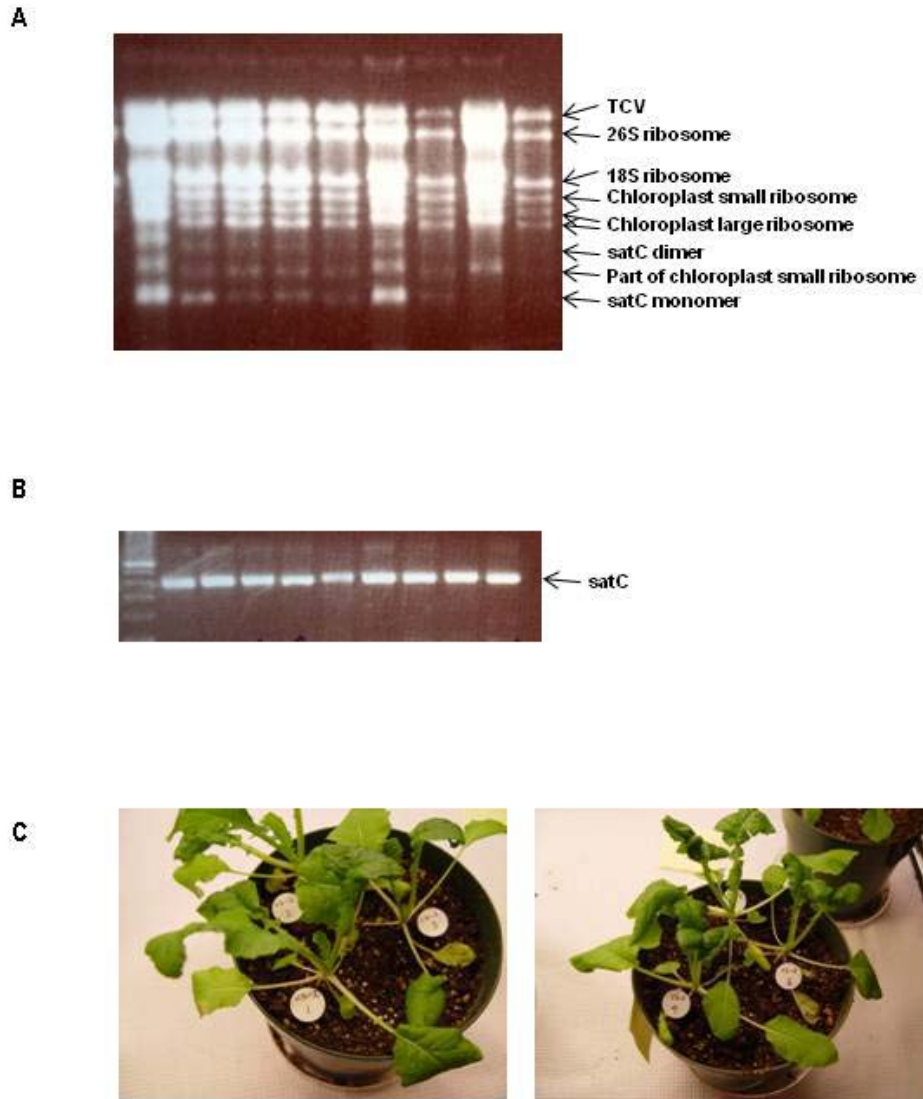 A
TCV
26S ribosome
18S ribosome
Chloroplast small ribosome
Chloroplast large ribosome
satC dimer
Part of chloroplast small ribosome
satC monomer
B
satC
C